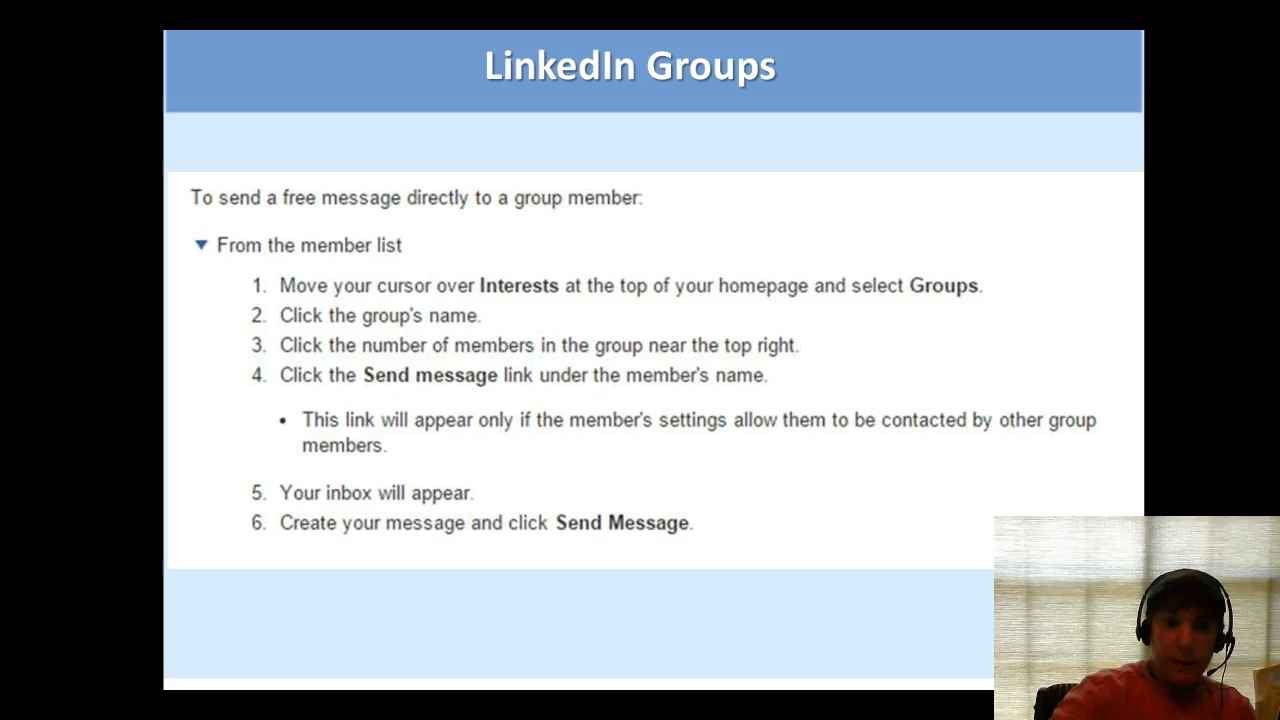 LinkedIn Groups
To send a free message directly to a group member:
From the member list
1. Move your cursor over Interests at the top of your homepage and select Groups.
2. Click the group's name.
3. Click the number of members in the group near the top right.
4. Click the Send message link under the member's name.
• This link will appear only if the member's settings allow them to be contacted by other group
members.
5. Your inbox will appear.
6. Create your message and click Send Message.